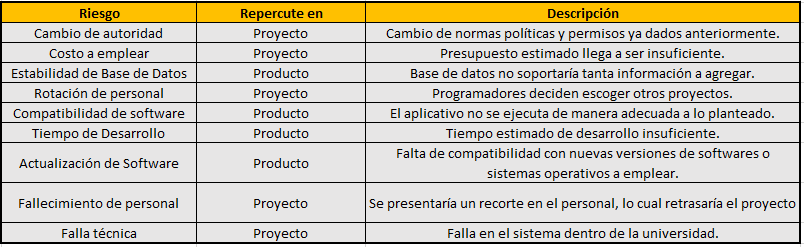 Riesgo Repercute en Descripción
Cambio de autoridad Proyecto Cambio de normas políticas y permisos ya dados anteriormente.
Costo a emplear Proyecto Presupuesto estimado llega a ser insuficiente.
Estabilidad de Base de Datos Producto Base de datos no soportaría tanta información a agregar.
Rotación de personal Proyecto Programadores deciden escoger otros proyectos.
Compatibilidad de software Producto El aplicativo no se ejecuta de manera adecuada a lo planteado.
Tiempo de Desarrollo Producto Tiempo estimado de desarrollo insuficiente.
Actualización de Software Producto Falta de compatibilidad con nuevas versiones de softwares o
sistemas operativos a emplear.
Fallecimiento de personal Proyecto Se presentaría un recorte en el personal, lo cual retrasaría el proyecto
Falla técnica Proyecto Falla en el sistema dentro de la universidad.